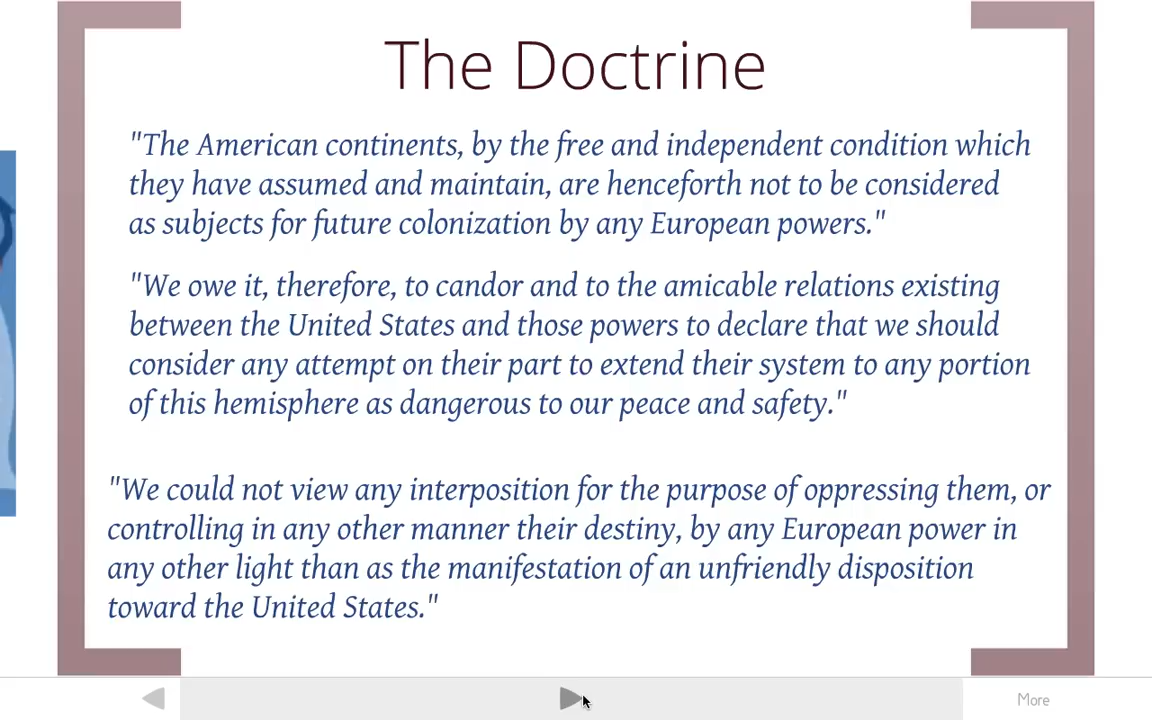 The Doctrine
"The American continents, by the free and independent condition which
they have assumed and maintain, are henceforth not to be considered
as subjects for future colonization by any European powers."
"We owe it, therefore, to candor and to the amicable relations existing
between the United States and those powers to declare that we should
consider any attempt on their part to extend their system to any portion
of this hemisphere as dangerous to our peace and safety."
"We could not view any interposition for the purpose of oppressing them, or
controlling in any other manner their destiny, by any European power in
any other light than as the manifestation of an unfriendly disposition
toward the United States."
More